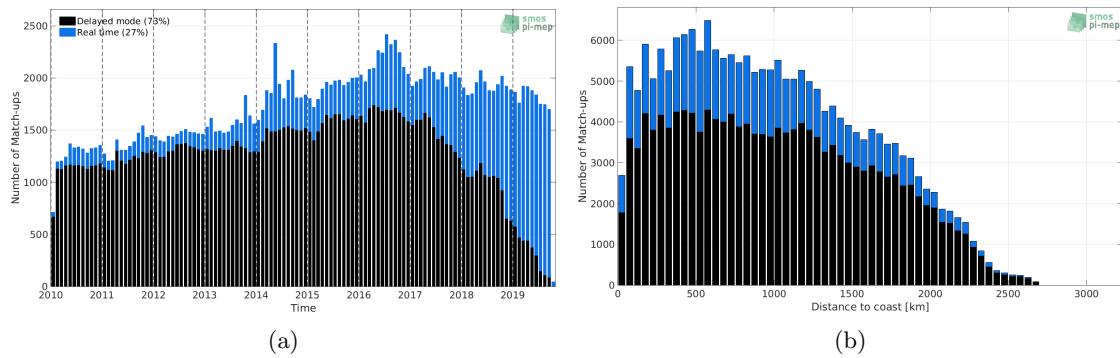 Delayed mode (73%)
Real time (27%)
smos
pi-mep
Number of Match-ups
2500
2000
1500
1000
500
0
2010 2011 2012 2013 2014 2015 2016 2017 2018 2019
Time
(a)
smos
pi-mep
Number of Match-ups
6000
5000
4000
3000
2000
1000
0
0 500 1000 1500 2000 2500 3000
Distance to coast [km]
(b)